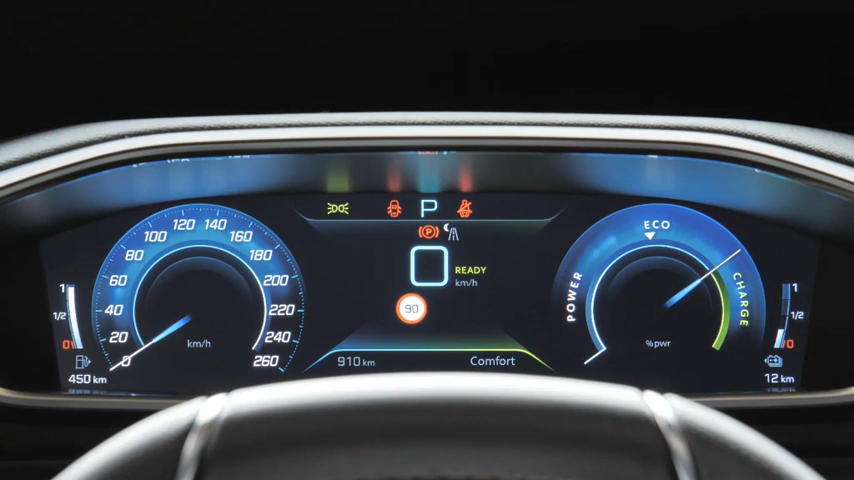 P
P
0
READY
km/h
90
910 km
Comfort
0
20
40
60
80
100
120
140
160
180
200
220
240
260
km/h
1
1/2
0
450 km
POWER
ECO
CHARGE
%pwr
1
1/2
0
12 km